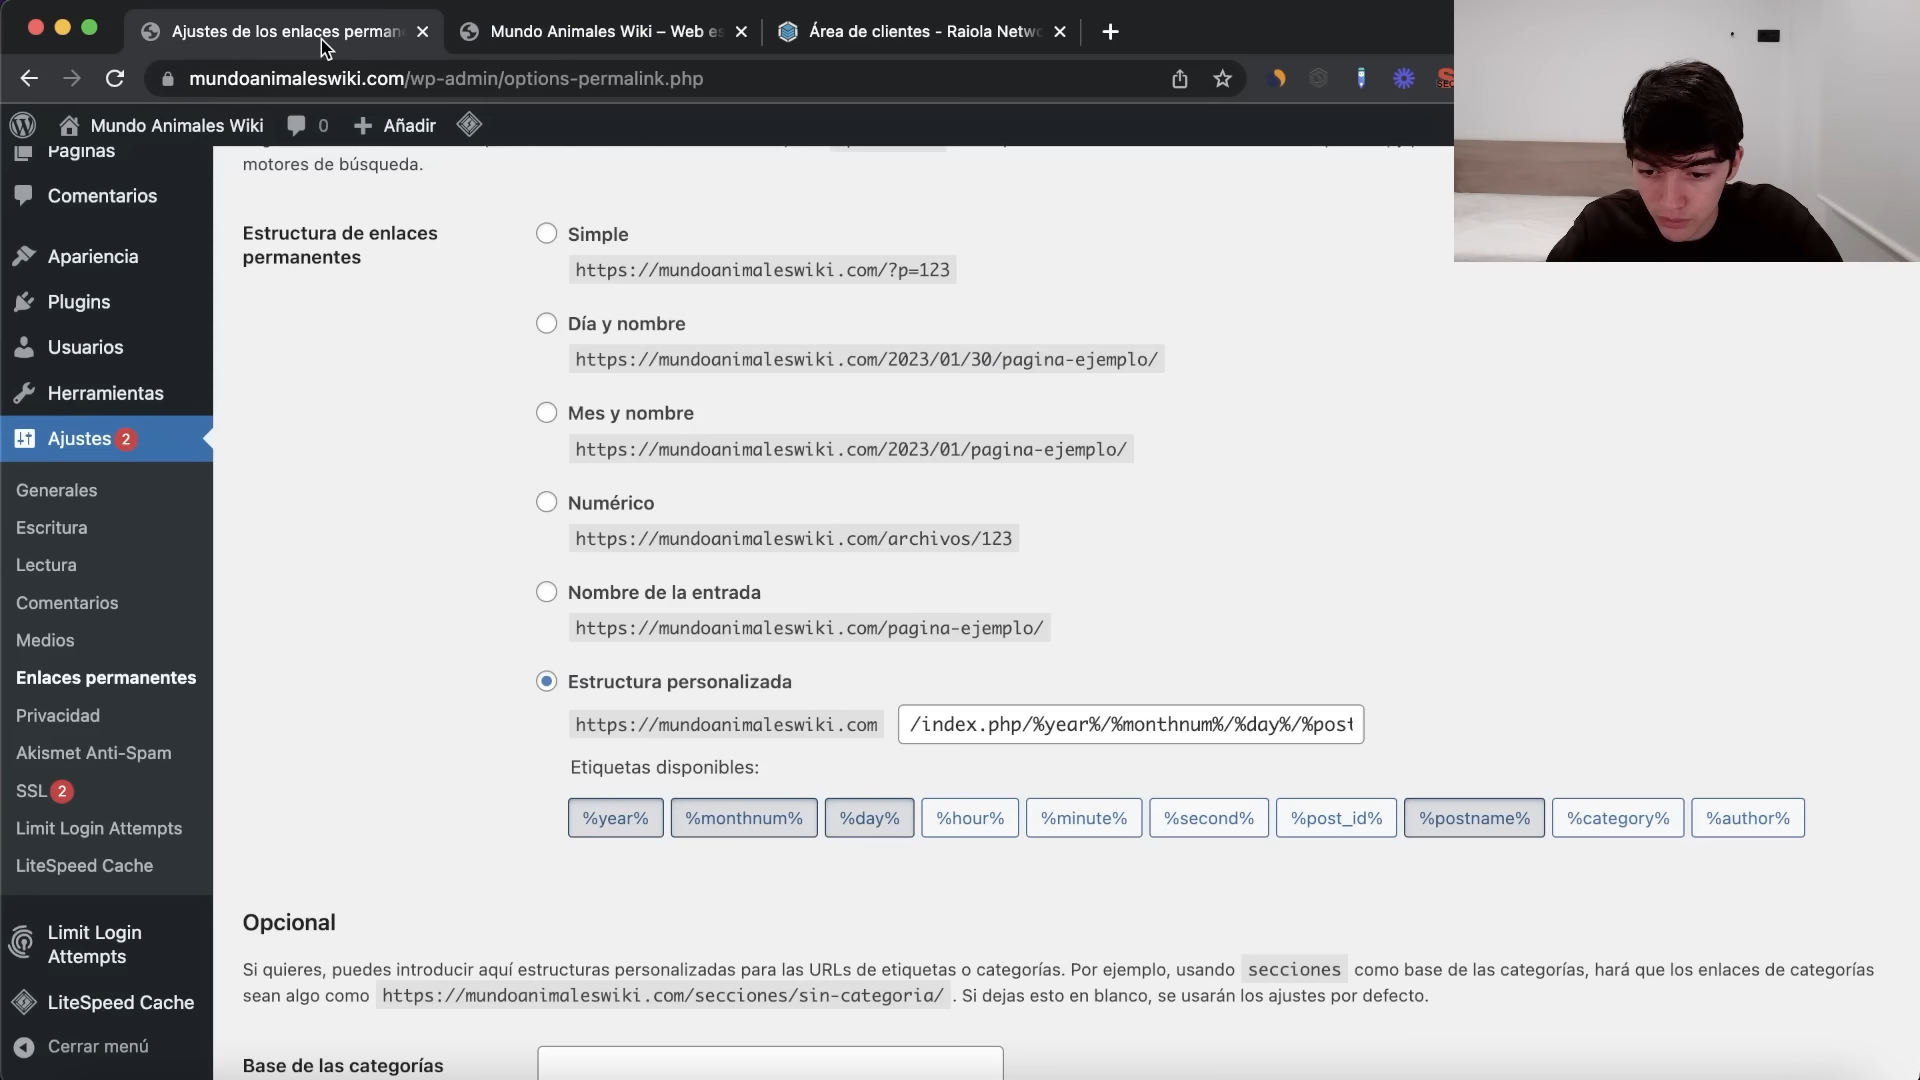 Ajustes de los enlaces perman
Mundo Animales Wiki – Web es
Área de clientes - Raiola Netwo
mundoanimaleswiki.com/wp-admin/options-permalink.php
Mundo Animales Wiki
0
Añadir
Páginas
Comentarios
Apariencia
Plugins
Usuarios
Herramientas
Ajustes 2
Generales
Escritura
Lectura
Comentarios
Medios
Enlaces permanentes
Privacidad
Akismet Anti-Spam
SSL 2
Limit Login Attempts
LiteSpeed Cache
Limit Login
Attempts
LiteSpeed Cache
Cerrar menú
motores de búsqueda.
Estructura de enlaces
permanentes
Simple
https://mundoanimaleswiki.com/?p=123
Día y nombre
https://mundoanimaleswiki.com/2023/01/30/pagina-ejemplo/
Mes y nombre
https://mundoanimaleswiki.com/2023/01/pagina-ejemplo/
Numérico
https://mundoanimaleswiki.com/archivos/123
Nombre de la entrada
https://mundoanimaleswiki.com/pagina-ejemplo/
Estructura personalizada
https://mundoanimaleswiki.com /index.php/%year%/%monthnum%/%day%/%post
Etiquetas disponibles:
%year% %monthnum% %day% %hour% %minute% %second% %post_id% %postname% %category% %author%
Opcional
Si quieres, puedes introducir aquí estructuras personalizadas para las URLs de etiquetas o categorías. Por ejemplo, usando secciones como base de las categorías, hará que los enlaces de categorías
sean algo como https://mundoanimaleswiki.com/secciones/sin-categoria/ . Si dejas esto en blanco, se usarán los ajustes por defecto.
Base de las categorías